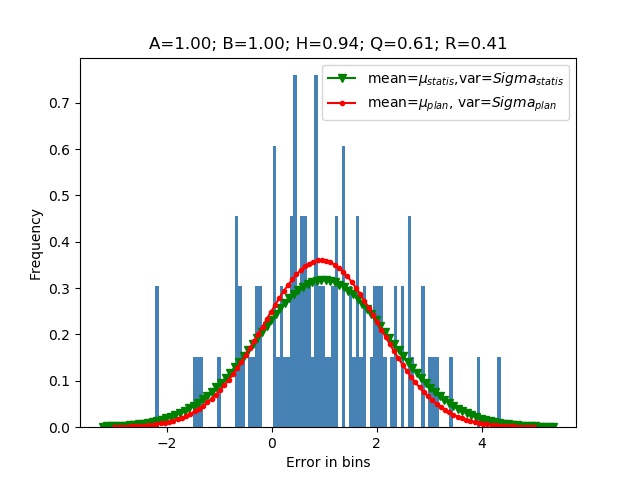 A=1.00; B=1.00; H=0.94; Q=0.61; R=0.41
mean=μstatis,var=Sigmastatis
mean=μplan, var=Sigmaplan
Frequency
0.7
0.6
0.5
0.4
0.3
0.2
0.1
0.0
−2 0 2 4
Error in bins